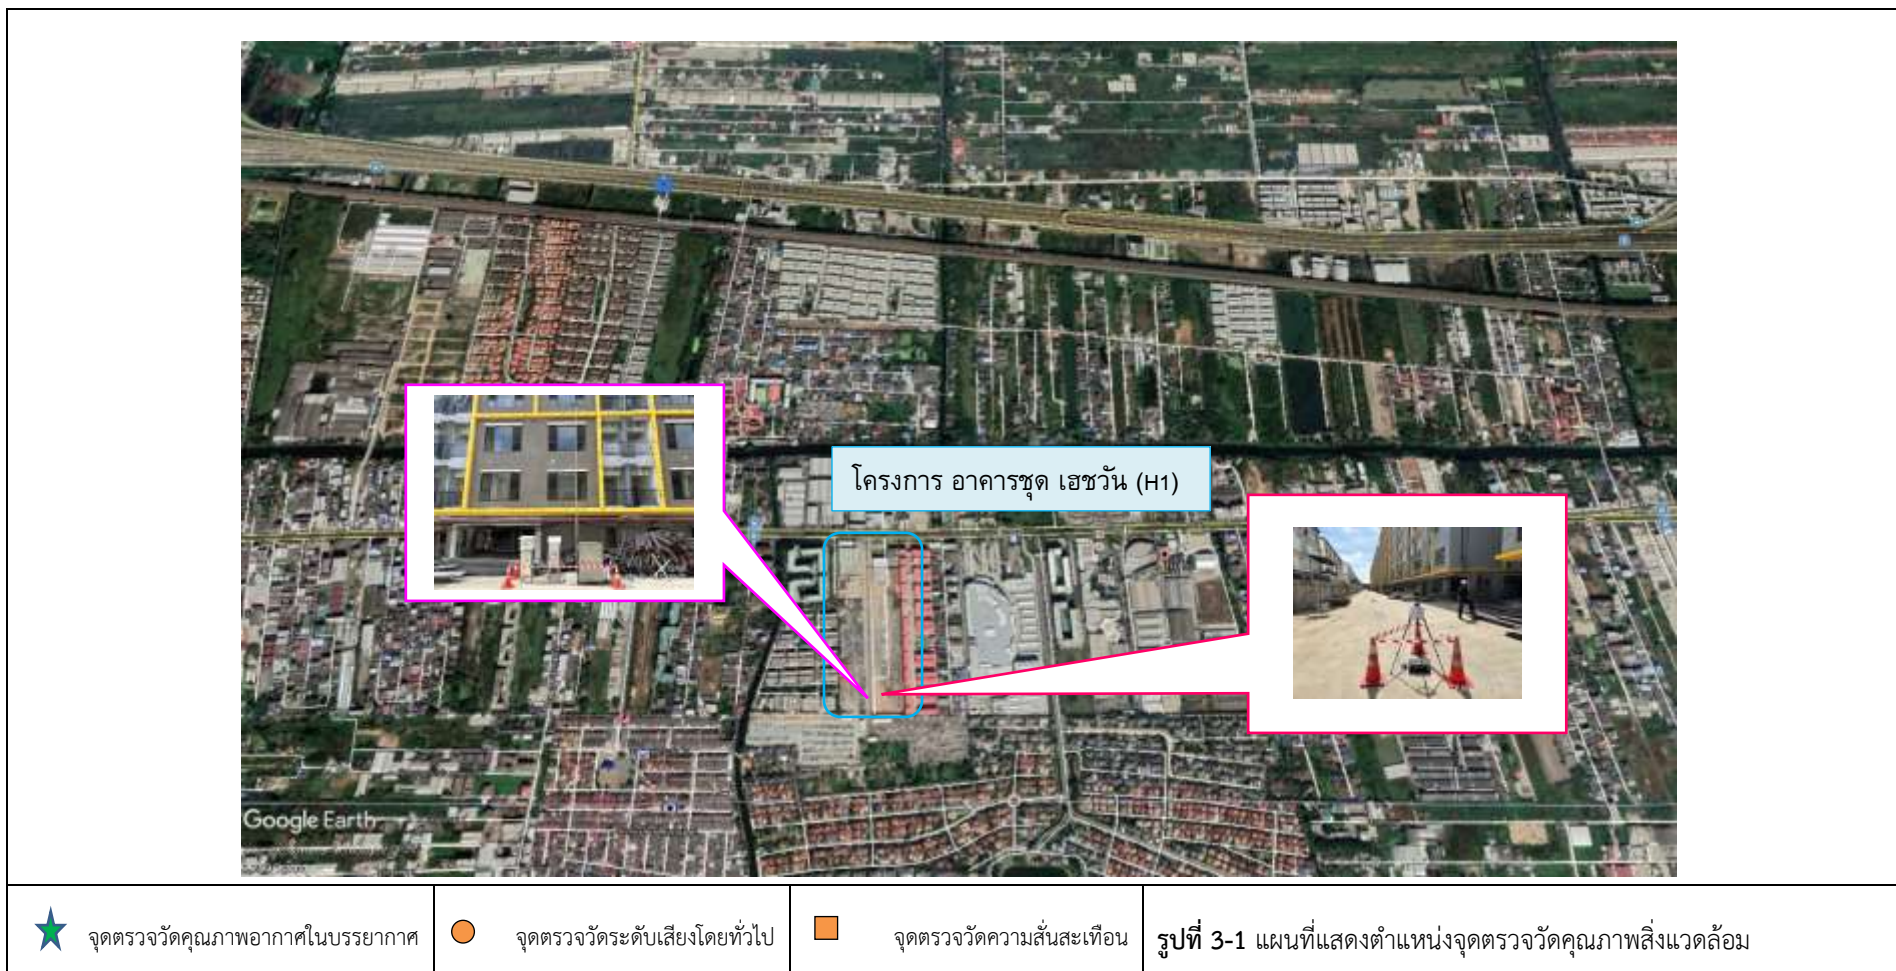 โครงการ อาคารชุด เฮชวัน (H1)
Google Earth
จุดตรวจวัดคุณภาพอากาศในบรรยากาศ
จุดตรวจวัดระดับเสียงโดยทั่วไป
จุดตรวจวัดความสั่นสะเทือน
รูปที่ 3-1 แผนที่แสดงตำแหน่งจุดตรวจวัดคุณภาพสิ่งแวดล้อม